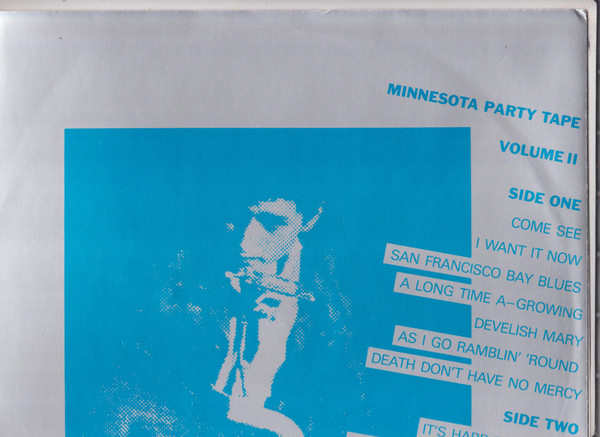 MINNESOTA PARTY TAPE
VOLUME II
SIDE ONE
COME SEE
I WANT IT NOW
SAN FRANCISCO BAY BLUES
A LONG TIME A-GROWING
DEVELISH MARY
AS I GO RAMBLIN' 'ROUND
DEATH DON'T HAVE NO MERCY
SIDE TWO
IT'S